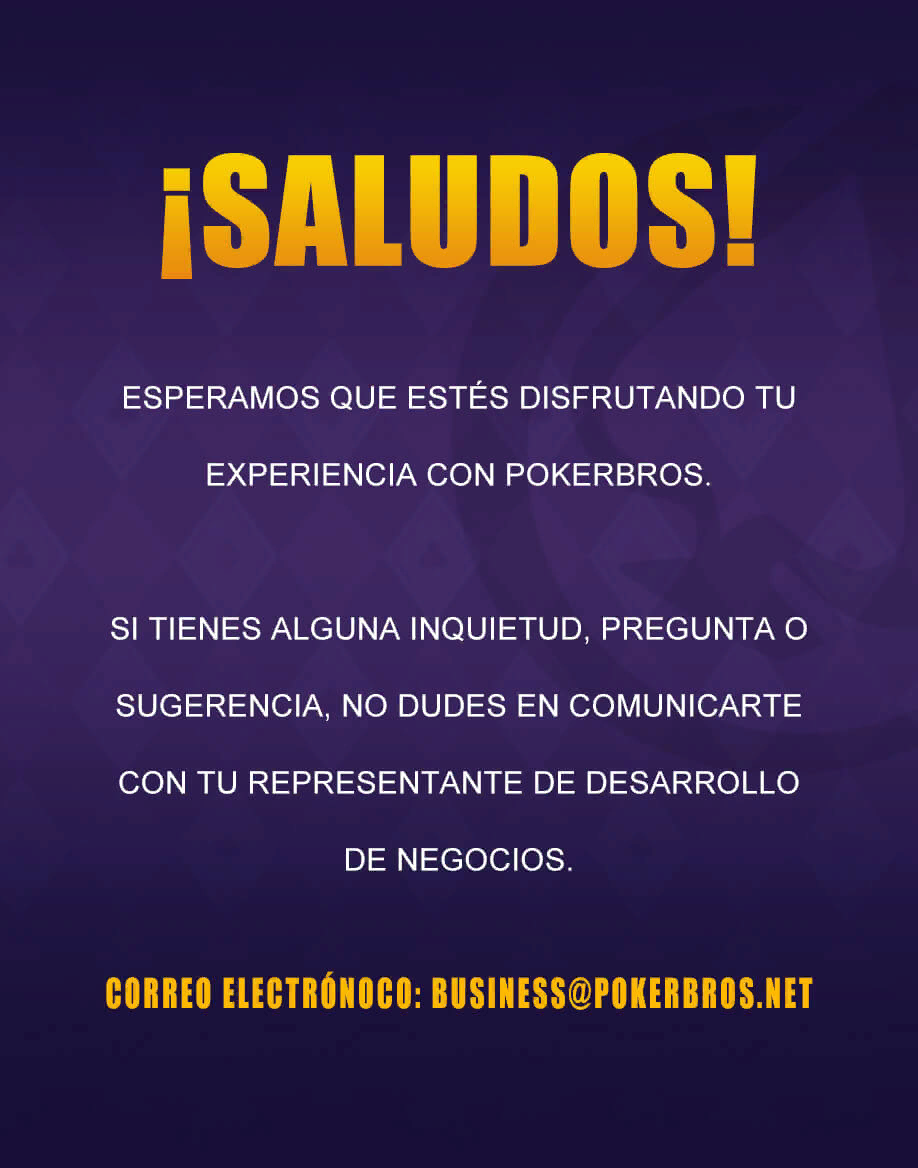 ¡SALUDOS!
ESPERAMOS QUE ESTÉS DISFRUTANDO TU
EXPERIENCIA CON POKERBROS.
SI TIENES ALGUNA INQUIETUD, PREGUNTA O
SUGERENCIA, NO DUDES EN COMUNICARTE
CON TU REPRESENTANTE DE DESARROLLO
DE NEGOCIOS.
CORREO ELECTRÓNOCO: BUSINESS@POKERBROS.NET